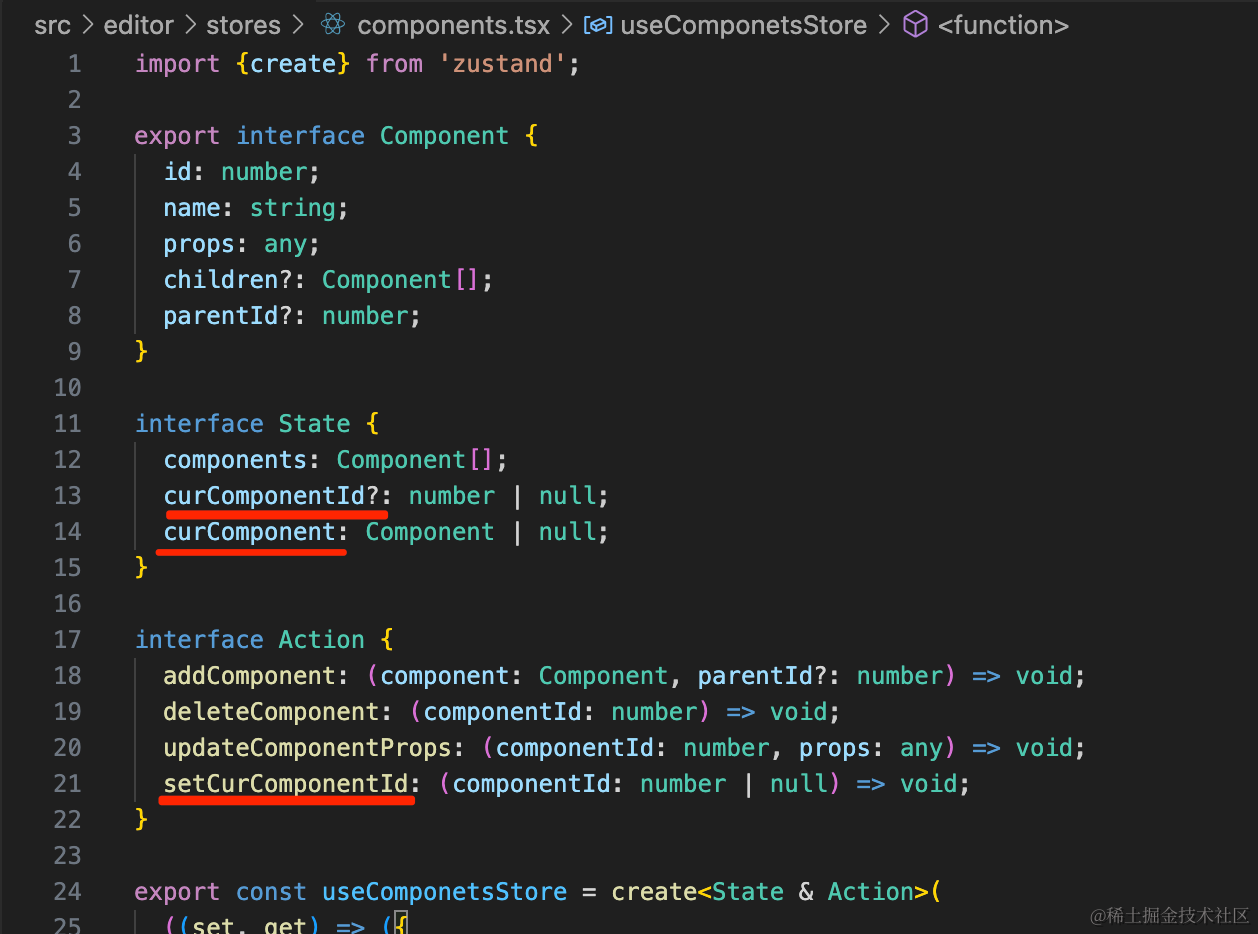 src > editor > stores > components.tsx > useComponetsStore > <function>
1 import {create} from 'zustand';
2
3 export interface Component {
4 id: number;
5 name: string;
6 props: any;
7 children?: Component[];
8 parentId?: number;
9 }
10
11 interface State {
12 components: Component[];
13 curComponentId?: number | null;
14 curComponent: Component | null;
15 }
16
17 interface Action {
18 addComponent: (component: Component, parentId?: number) => void;
19 deleteComponent: (componentId: number) => void;
20 updateComponentProps: (componentId: number, props: any) => void;
21 setCurComponentId: (componentId: number | null) => void;
22 }
23
24 export const useComponetsStore = create<State & Action>(
25 ((set, get) => ({
@稀土掘金技术社区